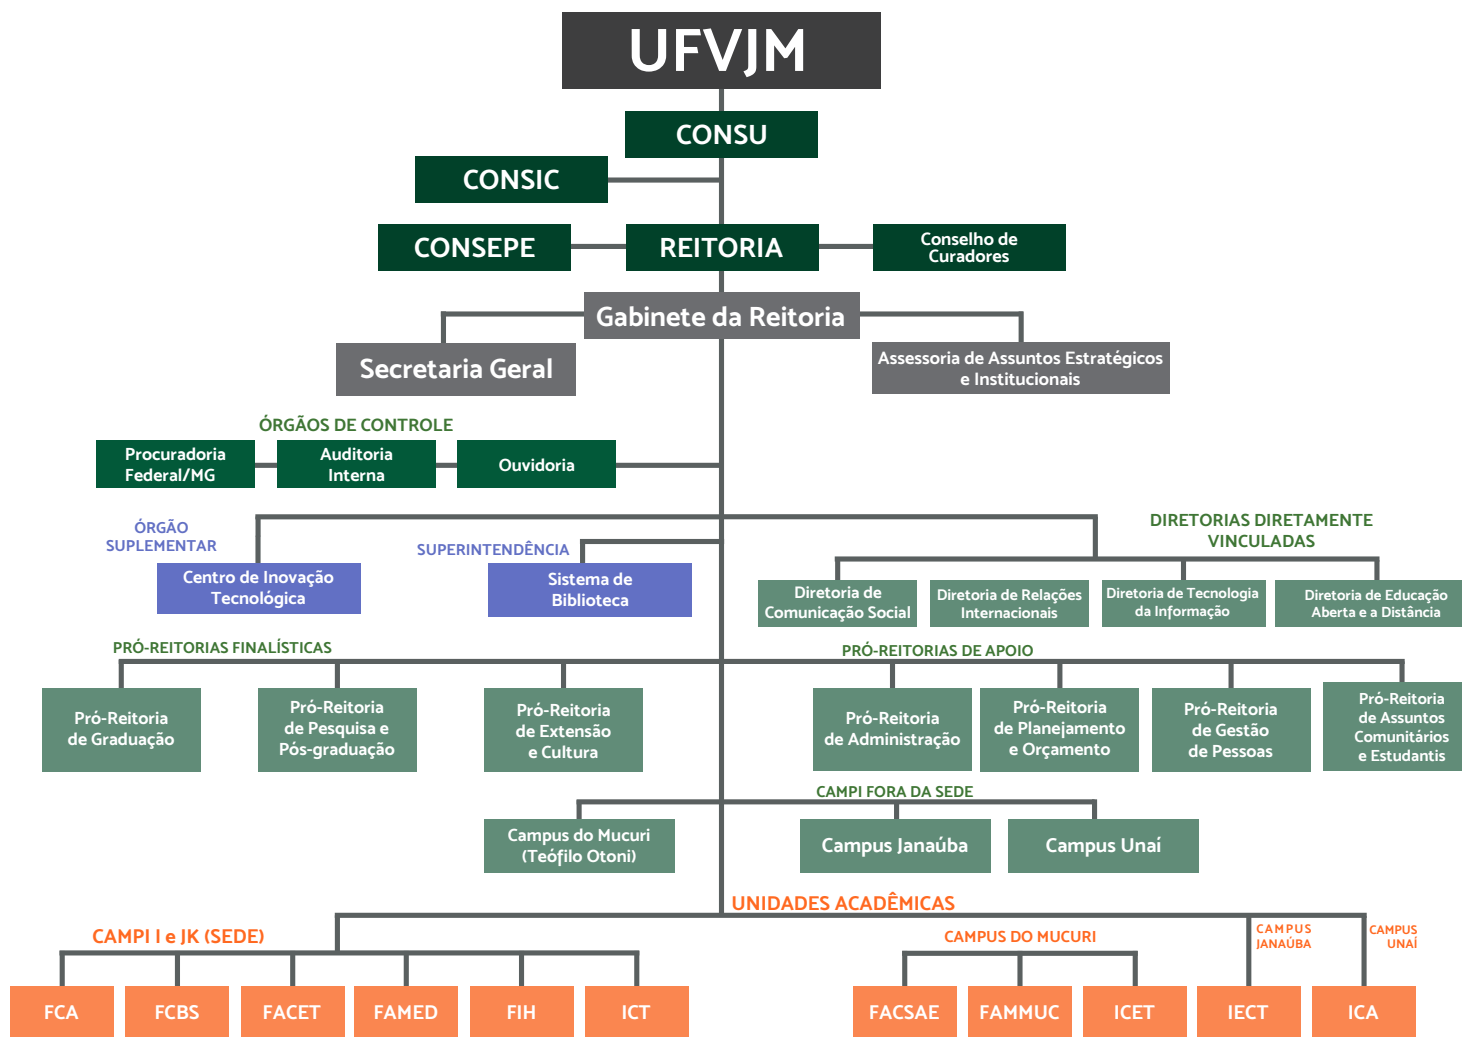 UFVJM
CONSU
CONSIC
CONSEPE
REITORIA
Conselho de
Curadores
Gabinete da Reitoria
Secretaria Geral
Assessoria de Assuntos Estratégicos
e Institucionais
ÓRGÃOS DE CONTROLE
Procuradoria
Federal/MG
Auditoria
Interna
Ouvidoria
ÓRGÃO
SUPLEMENTAR
Centro de Inovação
Tecnológica
SUPERINTENDÊNCIA
Sistema de
Biblioteca
DIRETORIAS DIRETAMENTE
VINCULADAS
Diretoria de
Comunicação Social
Diretoria de Relações
Internacionais
Diretoria de Tecnologia
da Informação
Diretoria de Educação
Aberta e a Distância
PRÓ-REITORIAS FINALÍSTICAS
Pró-Reitoria
de Graduação
Pró-Reitoria
de Pesquisa e
Pós-graduação
Pró-Reitoria
de Extensão
e Cultura
PRÓ-REITORIAS DE APOIO
Pró-Reitoria
de Administração
Pró-Reitoria
de Planejamento
e Orçamento
Pró-Reitoria
de Gestão
de Pessoas
Pró-Reitoria
de Assuntos
Comunitários
e Estudantis
CAMPI FORA DA SEDE
Campus do Mucuri
(Teófilo Otoni)
Campus Janaúba
Campus Unaí
UNIDADES ACADÊMICAS
CAMPI I e JK (SEDE)
FCA
FCBS
FACET
FAMED
FIH
ICT
CAMPUS DO MUCURI
FACSAE
FAMMUC
ICET
CAMPUS
JANAÚBA
IECT
CAMPUS
UNAÍ
ICA